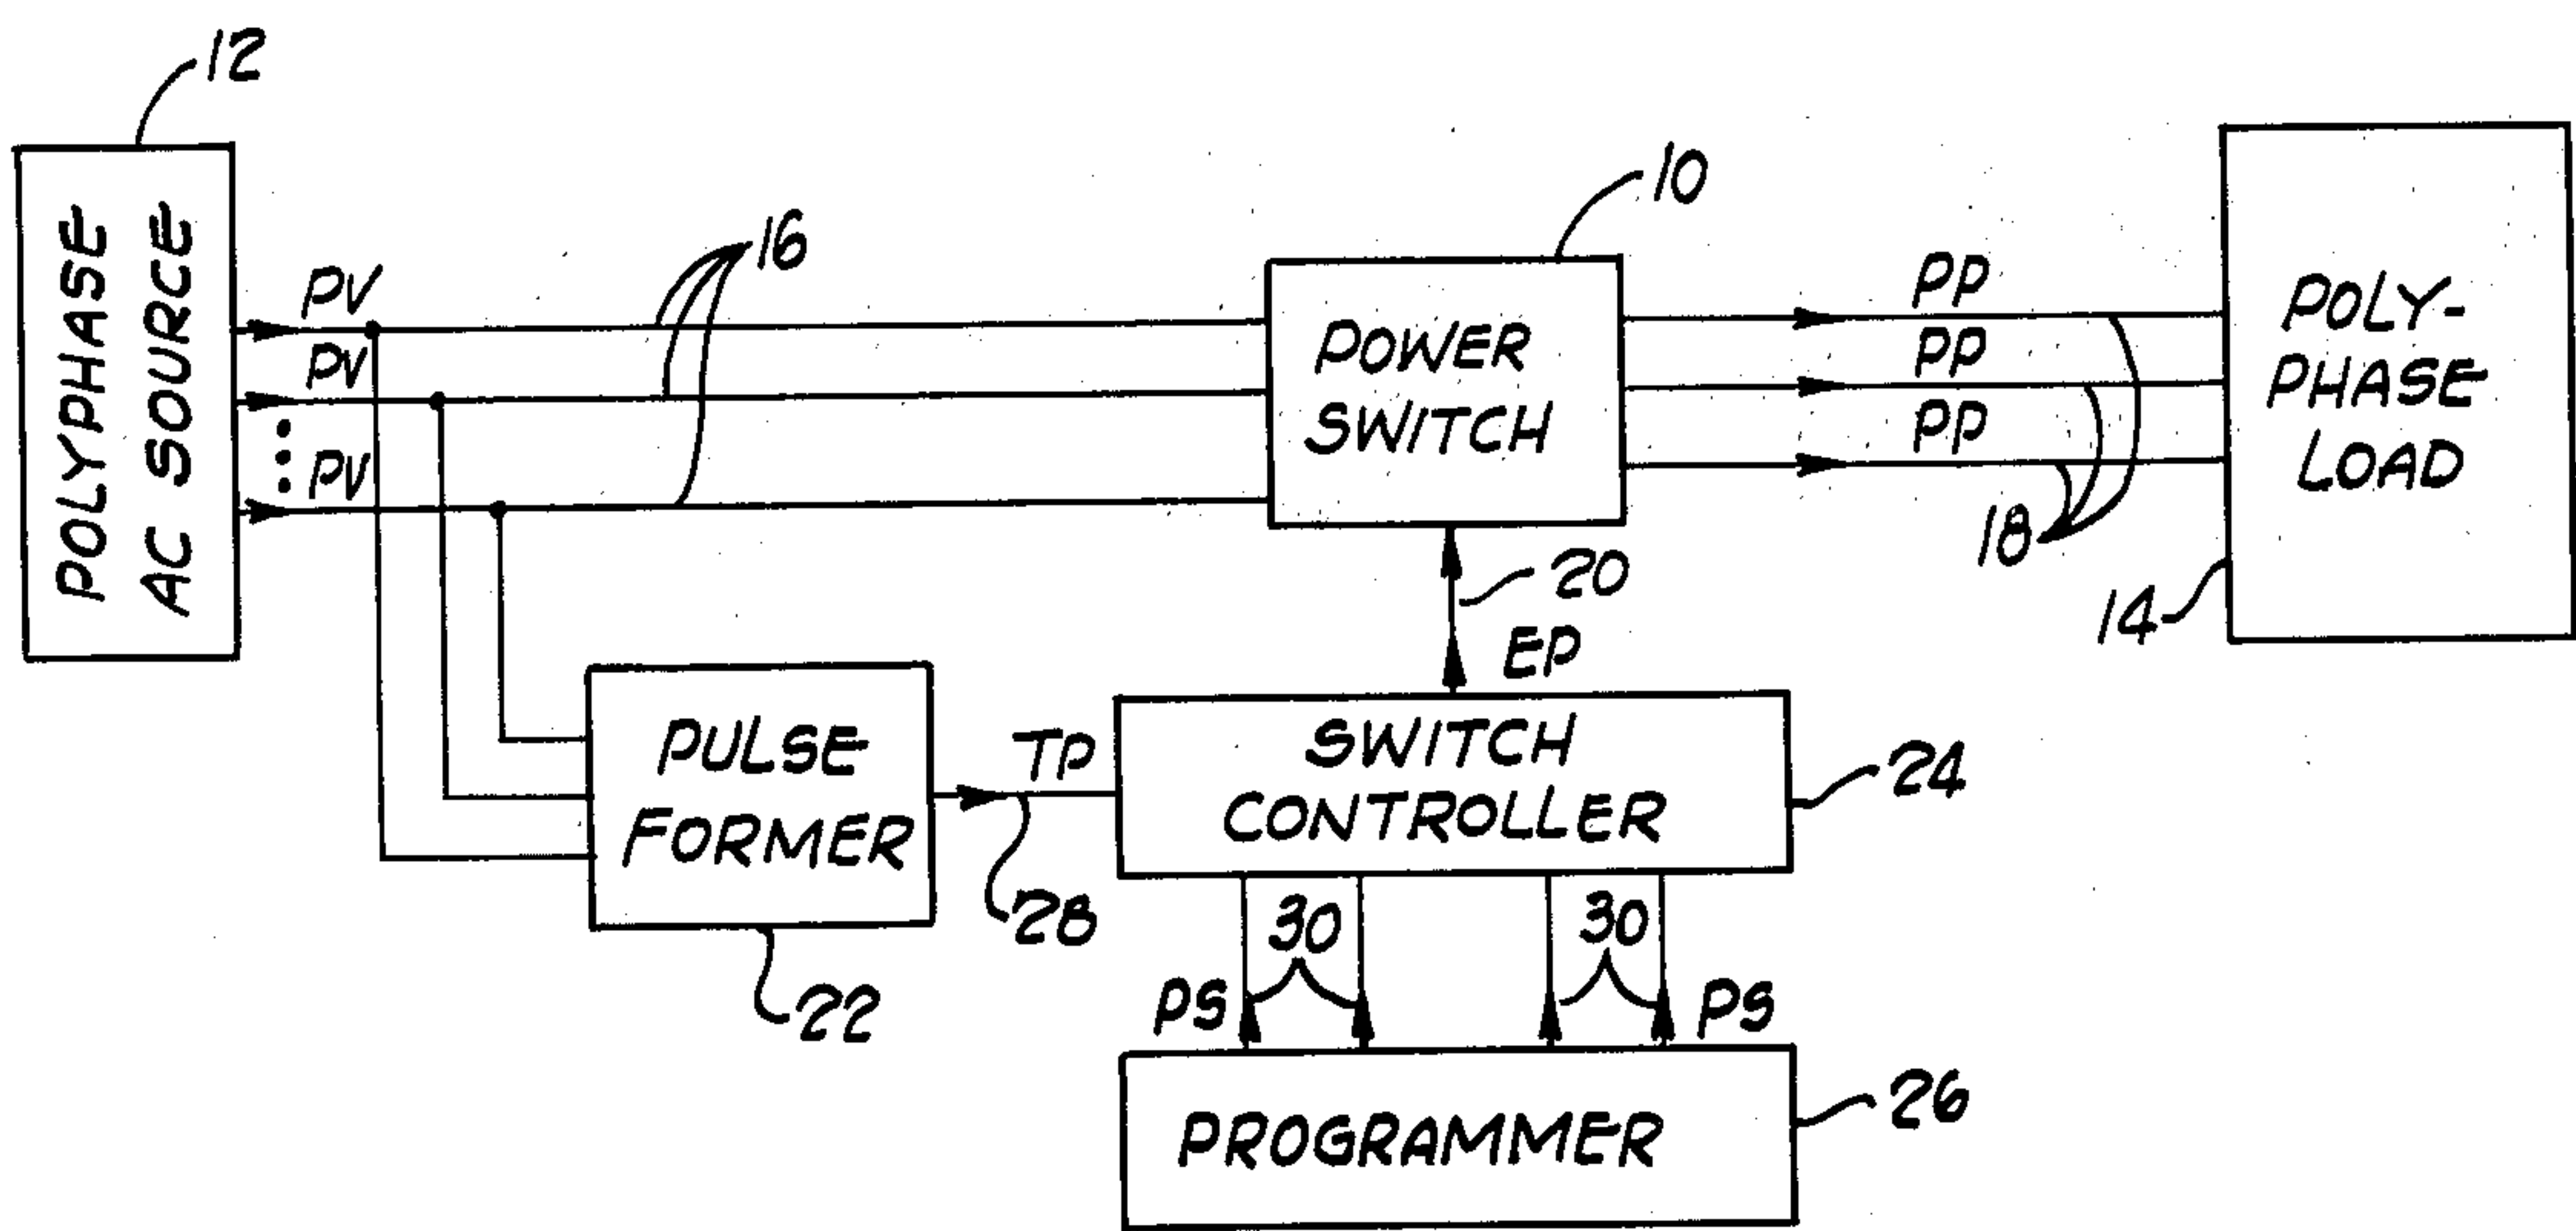 12
POLYPHASE
AC SOURCE
PV
PV
PV
16
10
POWER
SWITCH
PP
PP
PP
18
POLY-
PHASE
LOAD
14
20
EP
PULSE
FORMER
22
TP
28
SWITCH
CONTROLLER
24
30
30
PS
PS
PROGRAMMER
26